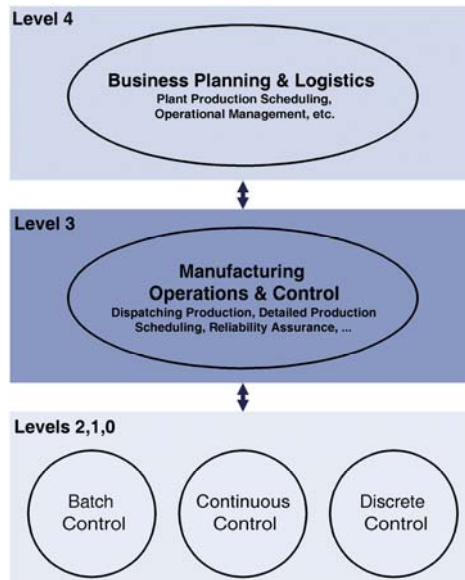 Level 4
Business Planning & Logistics
Plant Production Scheduling,
Operational Management, etc.
Level 3
Manufacturing
Operations & Control
Dispatching Production, Detailed Production
Scheduling, Reliability Assurance, ...
Levels 2,1,0
Batch
Control
Continuous
Control
Discrete
Control